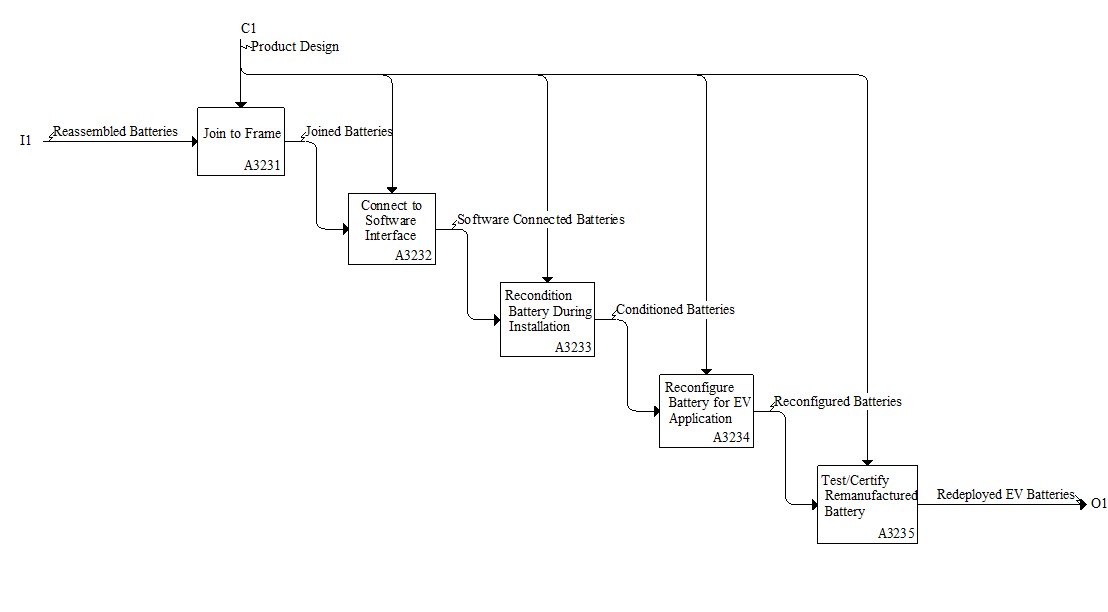 C1
Product Design
I1
Reassembled Batteries
Join to Frame
A3231
Joined Batteries
Connect to
Software
Interface
A3232
Software Connected Batteries
Recondition
Battery During
Installation
A3233
Conditioned Batteries
Reconfigure
Battery for EV
Application
A3234
Reconfigured Batteries
Test/Certify
Remanufactured
Battery
A3235
Redeployed EV Batteries
O1